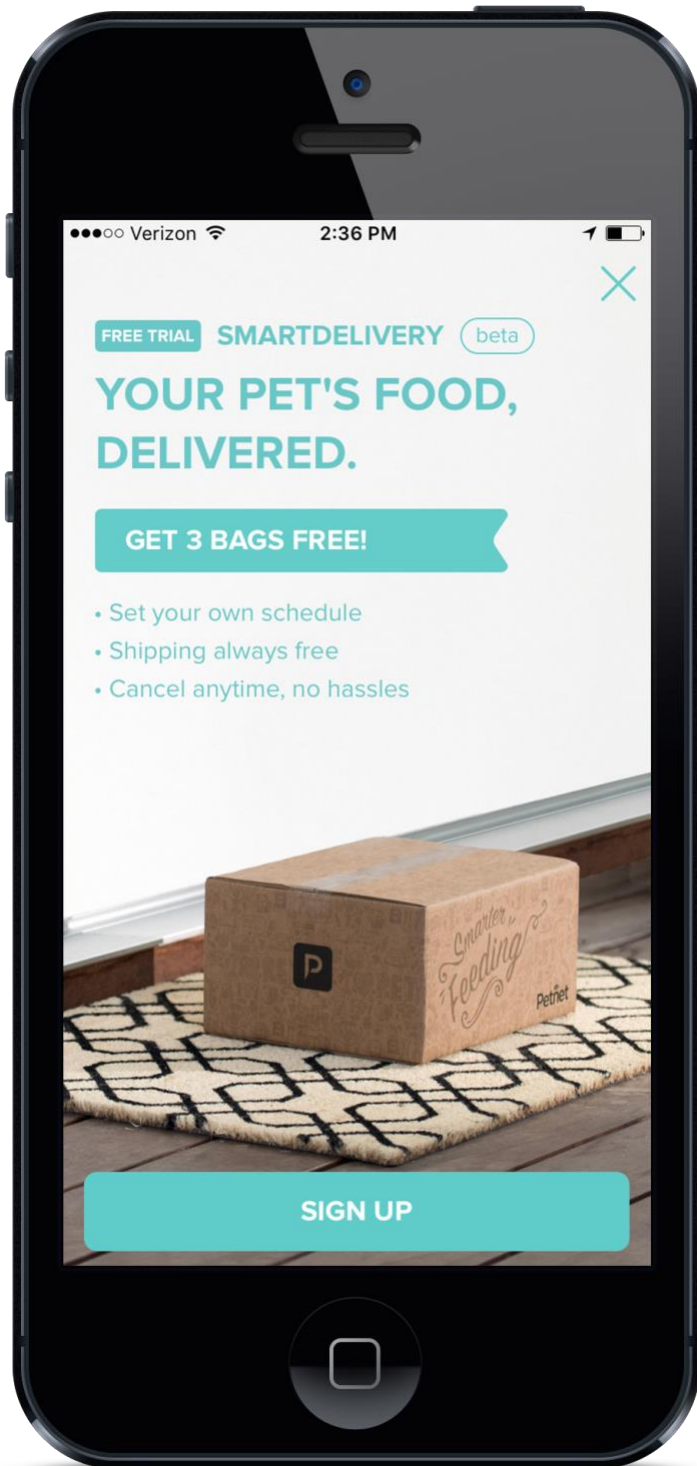 Verizon 2:36 PM
FREE TRIAL SMARTDELIVERY beta
YOUR PET'S FOOD,
DELIVERED.
GET 3 BAGS FREE!
• Set your own schedule
• Shipping always free
• Cancel anytime, no hassles
P
Smarter
Feeding
Petnet
SIGN UP